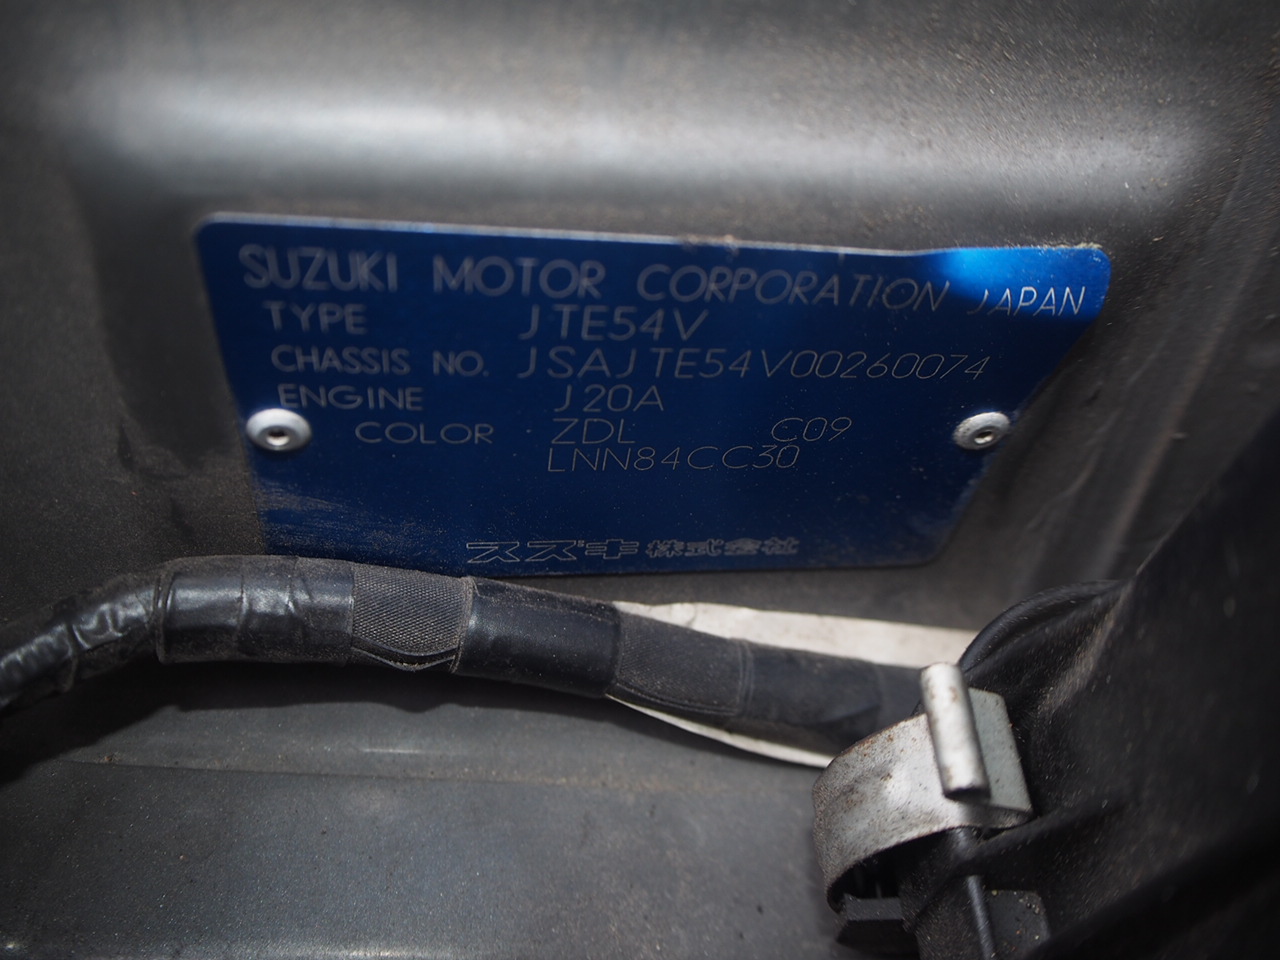 SUZUKI MOTOR CORPORATION JAPAN
TYPE JTE54V
CHASSIS NO. JSAJTE54V00260074
ENGINE J20A
COLOR ZDL C09
LNN84CC30
スズキ株式会社